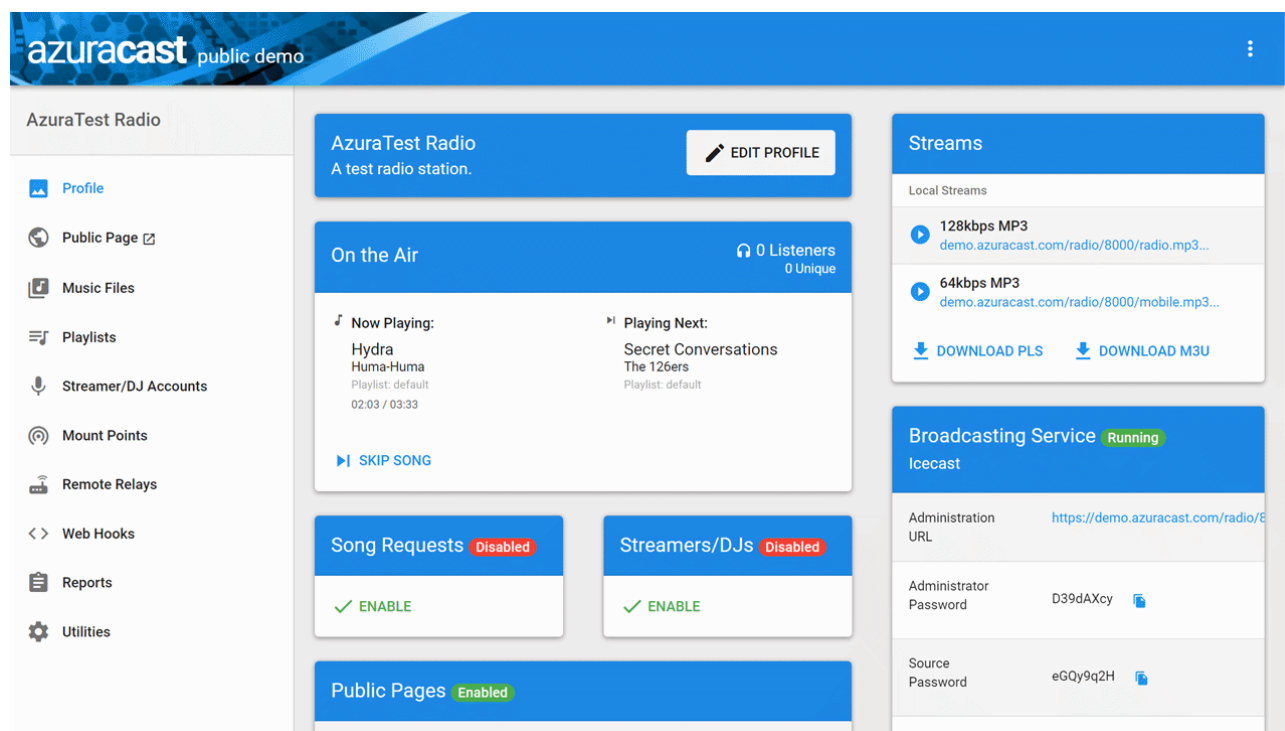 azuracast public demo
AzuraTest Radio
Profile
Public Page
Music Files
Playlists
Streamer/DJ Accounts
Mount Points
Remote Relays
Web Hooks
Reports
Utilities
AzuraTest Radio
A test radio station.
EDIT PROFILE
On the Air
0 Listeners
0 Unique
Now Playing:
Hydra
Huma-Huma
Playlist: default
02:03 / 03:33
Playing Next:
Secret Conversations
The 126ers
Playlist: default
SKIP SONG
Song Requests Disabled
ENABLE
Streamers/DJs Disabled
ENABLE
Public Pages Enabled
Streams
Local Streams
128kbps MP3
demo.azuracast.com/radio/8000/radio.mp3...
64kbps MP3
demo.azuracast.com/radio/8000/mobile.mp3...
DOWNLOAD PLS
DOWNLOAD M3U
Broadcasting Service Running
Icecast
Administration
URL
https://demo.azuracast.com/radio/8
Administrator
Password
D39dAXcy
Source
Password
eGQy9q2H